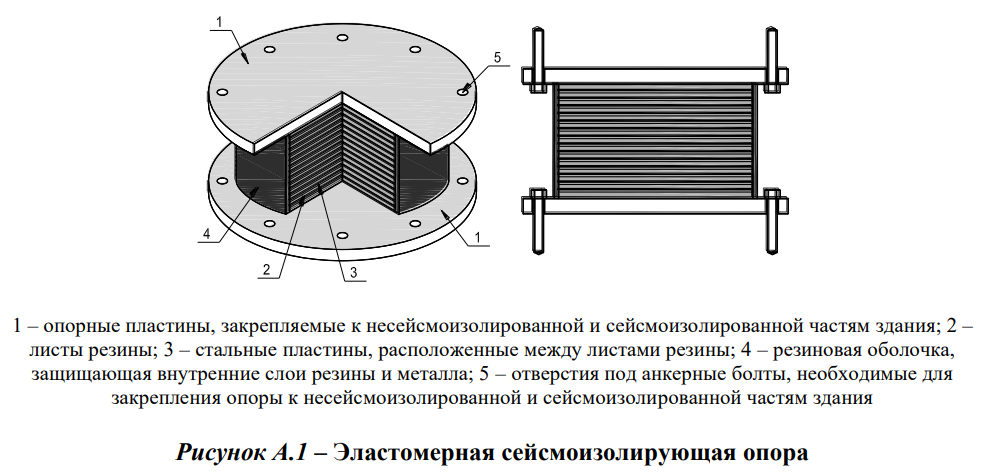 1
5
4
2
3
1
1 – опорные пластины, закрепляемые к несейсмоизолированной и сейсмоизолированной частям здания; 2 –
листы резины; 3 – стальные пластины, расположенные между листами резины; 4 – резиновая оболочка,
защищающая внутренние слои резины и металла; 5 – отверстия под анкерные болты, необходимые для
закрепления опоры к несейсмоизолированной и сейсмоизолированной частям здания
Рисунок А.1 – Эластомерная сейсмоизолирующая опора